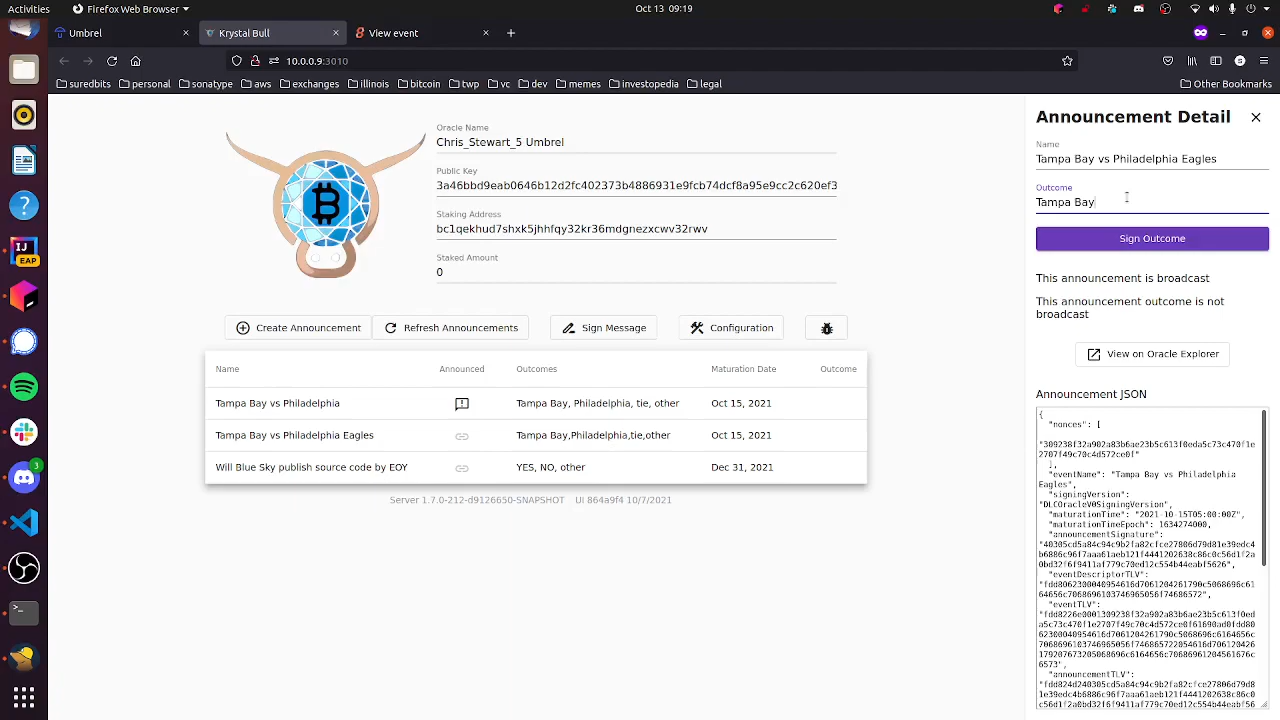 Activities
Firefox Web Browser
Oct 13 09:19
Umbrel
Krystal Bull
View event
10.0.0.9:3010
suredbits
personal
sonatype
aws
exchanges
illinois
bitcoin
twp
vc
dev
memes
investopedia
legal
Other Bookmarks
Oracle Name
Chris_Stewart_5 Umbrel
Public Key
3a46bbd9eab0646b12d2fc402373b4886931e9fcb74dcf8a95e9cc2c620ef3
Staking Address
bc1qekhud7shxk5jhhfqy32kr36mdgnezxcwv32rwv
Staked Amount
0
Create Announcement
Refresh Announcements
Sign Message
Configuration
Name Announced Outcomes Maturation Date Outcome
Tampa Bay vs Philadelphia Tampa Bay, Philadelphia, tie, other Oct 15, 2021
Tampa Bay vs Philadelphia Eagles Tampa Bay,Philadelphia,tie,other Oct 15, 2021
Will Blue Sky publish source code by EOY YES, NO, other Dec 31, 2021
Server 1.7.0-212-d9126650-SNAPSHOT UI 864a9f4 10/7/2021
Announcement Detail
Name
Tampa Bay vs Philadelphia Eagles
Outcome
Tampa Bay
Sign Outcome
This announcement is broadcast
This announcement outcome is not
broadcast
View on Oracle Explorer
Announcement JSON
{
"nonces": [
"309238f32a902a83b6ae23b5c613f0eda5c73c470f1e
2707f49c70c4d572ce0f"
],
"eventName": "Tampa Bay vs Philadelphia
Eagles",
"signingVersion":
"DLCOracleV0SigningVersion",
"maturationTime": "2021-10-15T05:00:00Z",
"maturationTimeEpoch": 1634274000,
"announcementSignature":
"eventDescriptorTLV":
"eventTLV":
6573",
"announcementTLV":
IJ
EAP
3